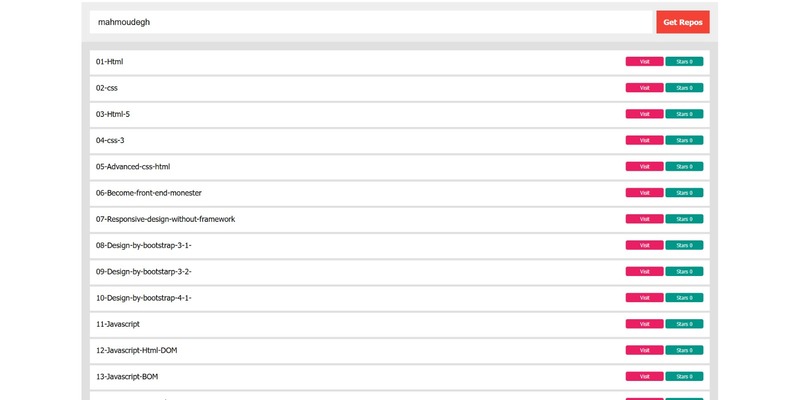 mahmoudegh Get Repos
01-Html Visit Stars 0
02-css Visit Stars 0
03-Html-5 Visit Stars 0
04-css-3 Visit Stars 0
05-Advanced-css-html Visit Stars 0
06-Become-front-end-monester Visit Stars 0
07-Responsive-design-without-framework Visit Stars 0
08-Design-by-bootstrap-3-1- Visit Stars 0
09-Design-by-bootstarp-3-2- Visit Stars 0
10-Design-by-bootstrap-4-1- Visit Stars 0
11-Javascript Visit Stars 0
12-Javascript-Html-DOM Visit Stars 0
13-Javascript-BOM Visit Stars 0